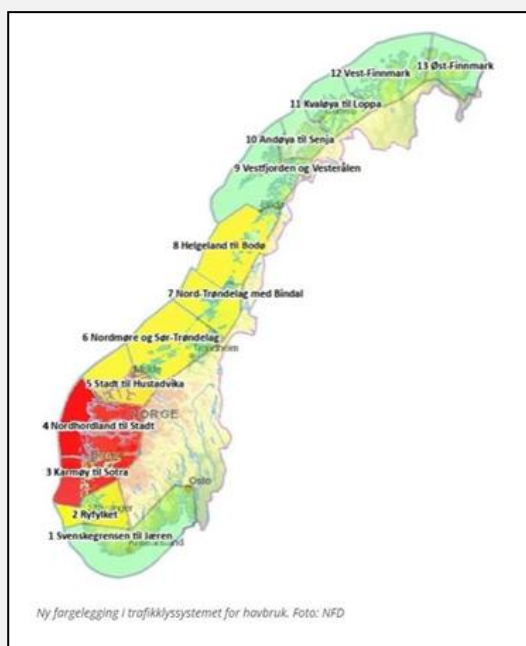 12 Vest-Finnmark
13 Øst-Finnmark
11 Kvaløya til Loppa
10 Andøya til Senja
9 Vestfjorden og Vesterålen
8 Helgeland til Bodø
7 Nord-Trøndelag med Bindal
6 Nordmøre og Sør-Trøndelag
Trondheim
Molde
5 Stadt til Hustadvika
NORGE
4 Nordhordland til Stadt
3 Karmøy til Sotra
Oslo
2 Ryfylket
1 Svenskegrensen til Jæren
Ny fargelegging i trafikklyssystemet for havbruk. Foto: NFD